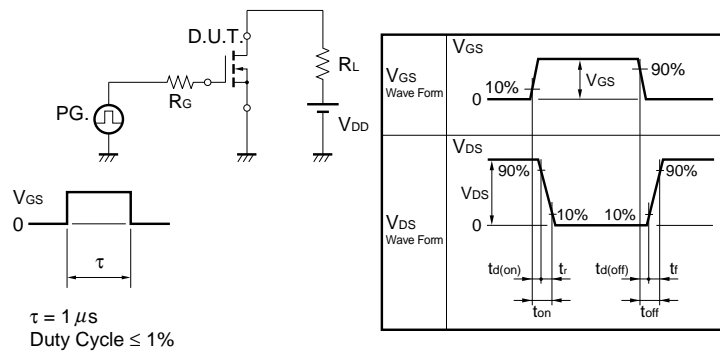 D.U.T.
RL
RG
PG.
VDD
VGS
0
τ
τ = 1 μs
Duty Cycle ≤ 1%
VGS
Wave Form
VGS
10%
VGS
90%
0
VDS
Wave Form
VDS
90%
90%
VDS
10%
10%
0
td(on)
tr
td(off)
tf
ton
toff